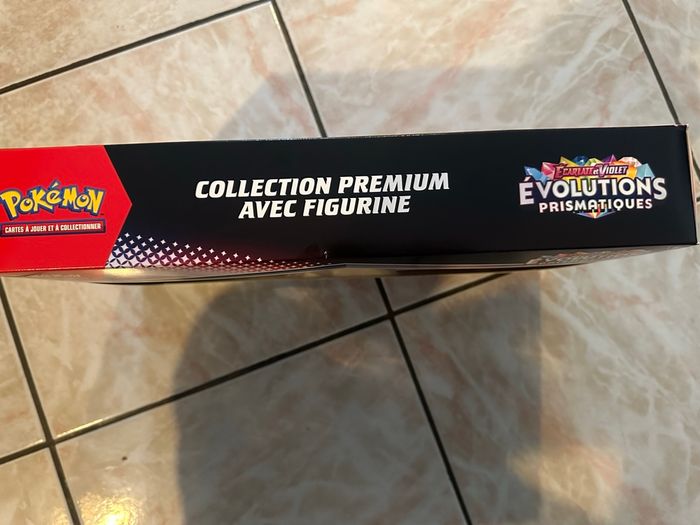 Pokémon
CARTES À JOUER ET À COLLECTIONNER
COLLECTION PREMIUM
AVEC FIGURINE
ÉCARLATE et VIOLET
ÉVOLUTIONS
PRISMATIQUES